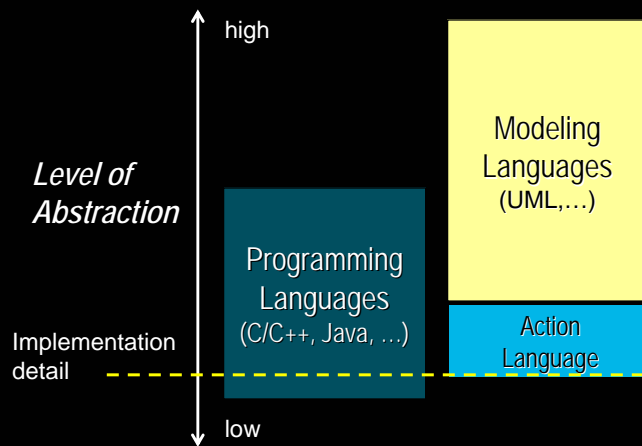 high
Level of
Abstraction
Modeling
Languages
(UML,…)
Programming
Languages
(C/C++, Java, …)
Action
Language
Implementation
detail
low